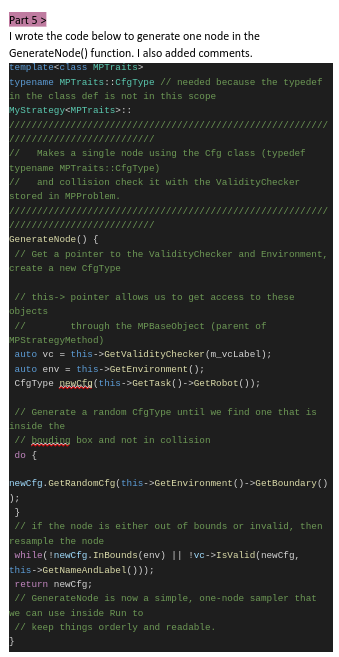 Part 5 >
I wrote the code below to generate one node in the
GenerateNode() function. I also added comments.
template<class MPTraits>
typename MPTraits::CfgType // needed because the typedef
in the class def is not in this scope
MyStrategy<MPTraits>::
/////////////////////////////////////////////////////////
//////////////////////////
//   Makes a single node using the Cfg class (typedef
typename MPTraits::CfgType)
//   and collision check it with the ValidityChecker
stored in MPProblem.
/////////////////////////////////////////////////////////
//////////////////////////
GenerateNode() {
// Get a pointer to the ValidityChecker and Environment,
create a new CfgType
// this-> pointer allows us to get access to these
objects
//       through the MPBaseObject (parent of
MPStrategyMethod)
auto vc = this->GetValidityChecker(m_vcLabel);
auto env = this->GetEnvironment();
CfgType newCfg(this->GetTask()->GetRobot());
// Generate a random CfgType until we find one that is
inside the
// bouding box and not in collision
do {
newCfg.GetRandomCfg(this->GetEnvironment()->GetBoundary()
);
}
// if the node is either out of bounds or invalid, then
resample the node
while(!newCfg.InBounds(env) || !vc->IsValid(newCfg,
this->GetNameAndLabel()));
return newCfg;
// GenerateNode is now a simple, one-node sampler that
we can use inside Run to
// keep things orderly and readable.
}